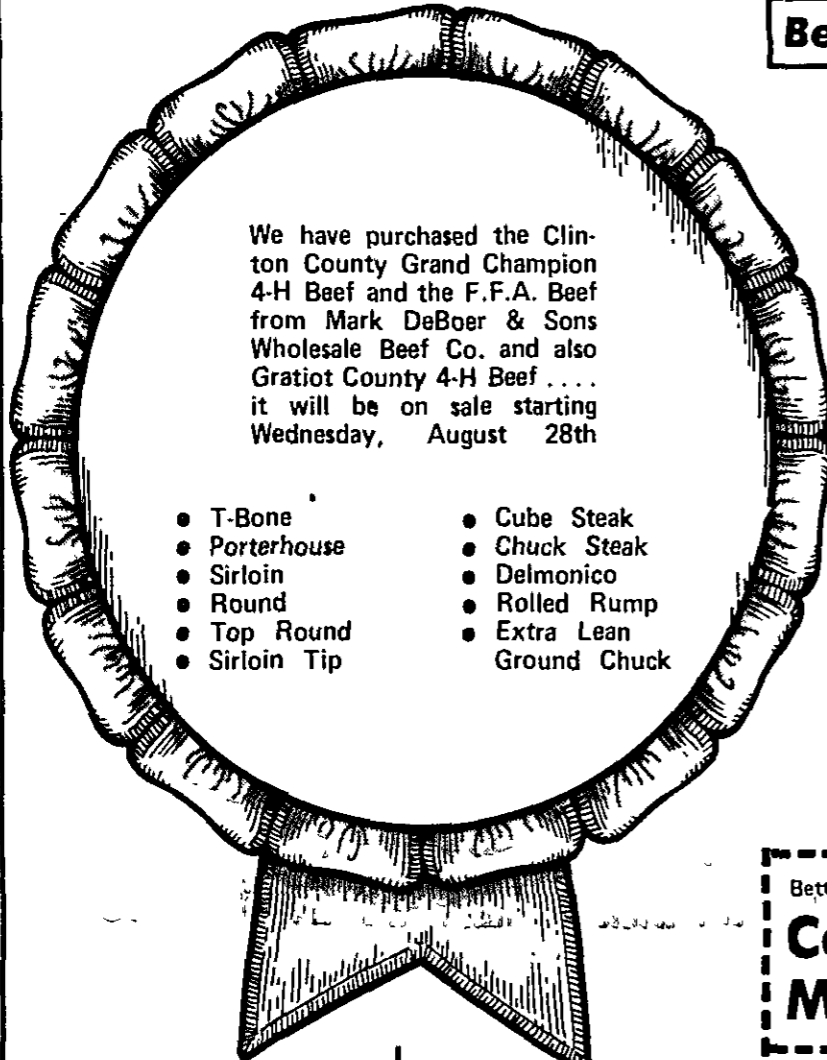 Be
We have purchased the Clin-
ton County Grand Champion
4-H Beef and the F.F.A. Beef
from Mark DeBoer & Sons
Wholesale Beef Co. and also
Gratiot County 4-H Beef ....
it will be on sale starting
Wednesday, August 28th
• T-Bone
• Porterhouse
• Sirloin
• Round
• Top Round
• Sirloin Tip
• Cube Steak
• Chuck Steak
• Delmonico
• Rolled Rump
• Extra Lean
Ground Chuck
Bett
C
M